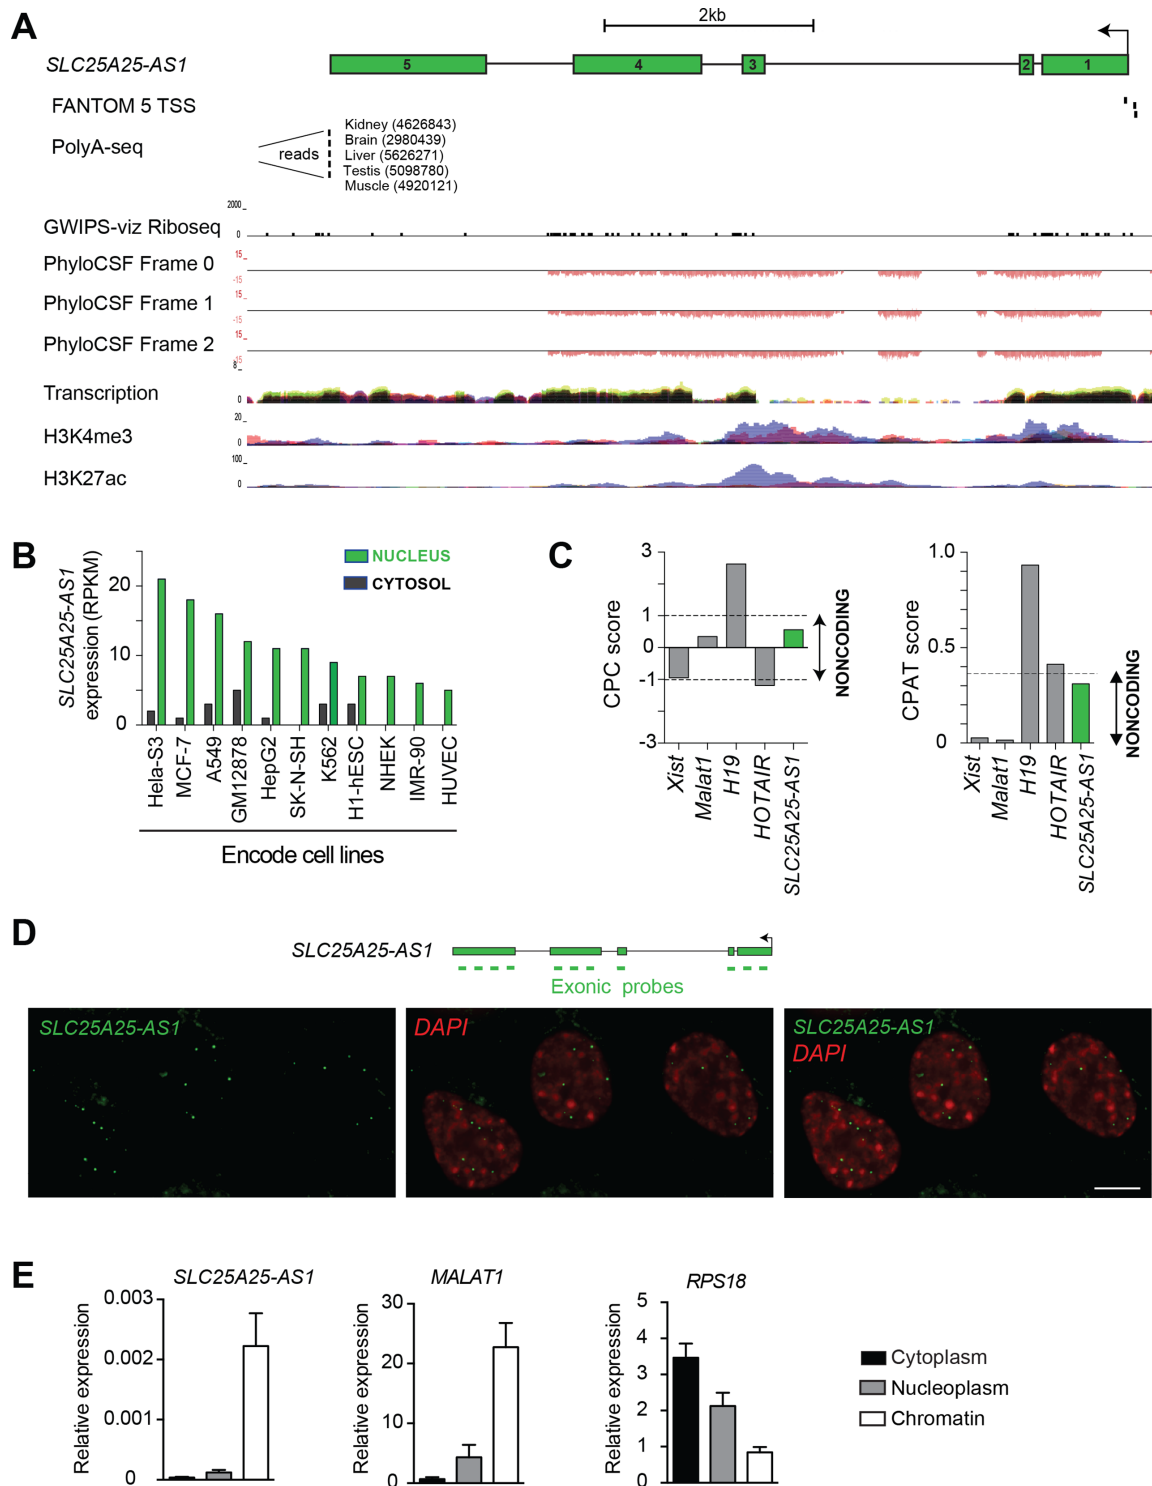 A
2kb
SLC25A25-AS1
5 4 3 2 1
FANTOM 5 TSS
PolyA-seq
reads
Kidney (4626843)
Brain (2980439)
Liver (5626271)
Testis (5098780)
Muscle (4920121)
2000
GWIPS-viz Riboseq
0
15
PhyloCSF Frame 0
-15
15
PhyloCSF Frame 1
-15
15
PhyloCSF Frame 2
-15
8
Transcription
0
20
H3K4me3
0
100
H3K27ac
0
B
SLC25A25-AS1
expression (RPKM)
20
10
0
NUCLEUS
CYTOSOL
Hela-S3
MCF-7
A549
GM12878
HepG2
SK-N-SH
K562
H1-hESC
NHEK
IMR-90
HUVEC
Encode cell lines
C
CPC score
3
1
0
-1
-3
NONCODING
Xist
Malat1
H19
HOTAIR
SLC25A25-AS1
CPAT score
1.0
0.5
0
NONCODING
Xist
Malat1
H19
HOTAIR
SLC25A25-AS1
D
SLC25A25-AS1
Exonic probes
SLC25A25-AS1
DAPI
SLC25A25-AS1
DAPI
E
SLC25A25-AS1
Relative expression
0.003
0.002
0.001
0
MALAT1
Relative expression
30
20
10
0
RPS18
Relative expression
5
4
3
2
1
0
Cytoplasm
Nucleoplasm
Chromatin